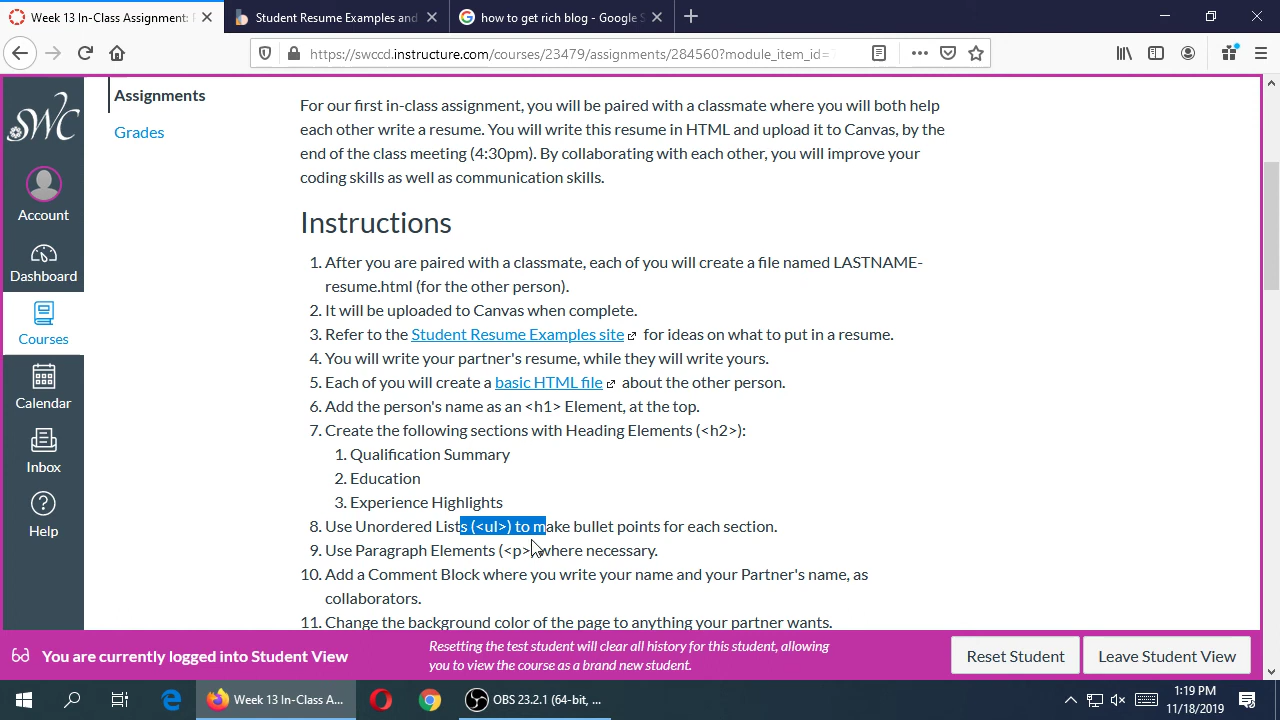 Week 13 In-Class Assignment:
Student Resume Examples and
how to get rich blog - Google S
https://swccd.instructure.com/courses/23479/assignments/284560?module_item_id=
SWC
Account
Dashboard
Courses
Calendar
Inbox
Help
Assignments
Grades
For our first in-class assignment, you will be paired with a classmate where you will both help
each other write a resume. You will write this resume in HTML and upload it to Canvas, by the
end of the class meeting (4:30pm). By collaborating with each other, you will improve your
coding skills as well as communication skills.
Instructions
1. After you are paired with a classmate, each of you will create a file named LASTNAME-
resume.html (for the other person).
2. It will be uploaded to Canvas when complete.
3. Refer to the Student Resume Examples site for ideas on what to put in a resume.
4. You will write your partner's resume, while they will write yours.
5. Each of you will create a basic HTML file about the other person.
6. Add the person's name as an <h1> Element, at the top.
7. Create the following sections with Heading Elements (<h2>):
1. Qualification Summary
2. Education
3. Experience Highlights
8. Use Unordered Lists (<ul>) to make bullet points for each section.
9. Use Paragraph Elements (<p> where necessary.
10. Add a Comment Block where you write your name and your Partner's name, as
collaborators.
11. Change the background color of the page to anything your partner wants.
You are currently logged into Student View
Resetting the test student will clear all history for this student, allowing
you to view the course as a brand new student.
Reset Student
Leave Student View
Week 13 In-Class A...
OBS 23.2.1 (64-bit, ...
1:19 PM
11/18/2019